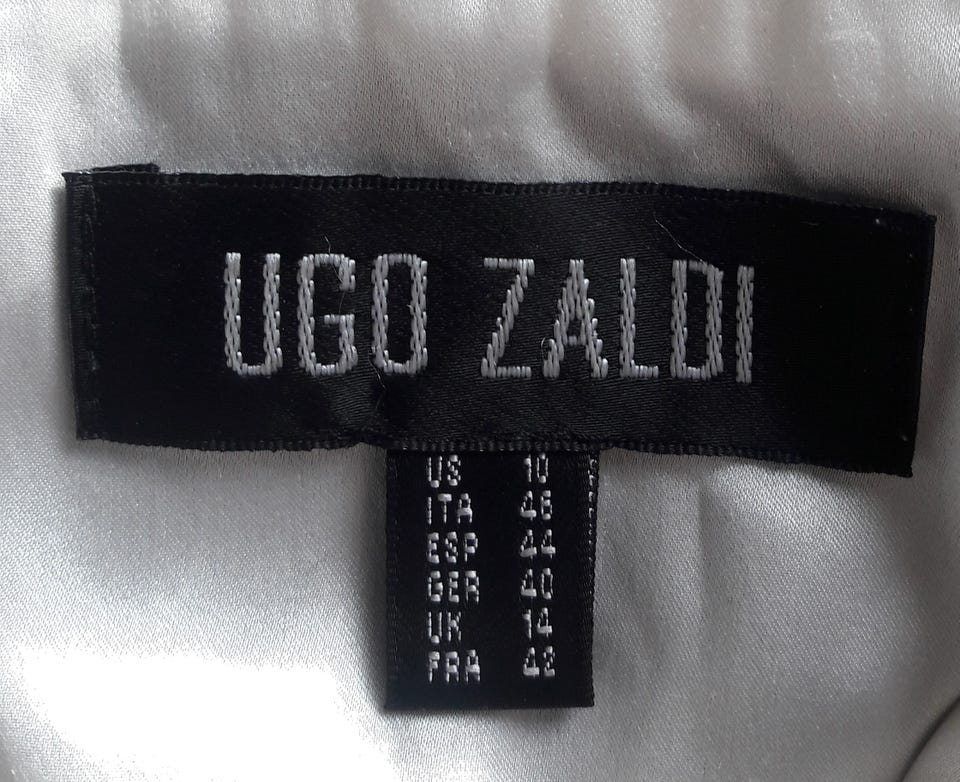 UGO ZALDI
US 10
ITA 46
ESP 44
GER 40
UK 14
FRA 42